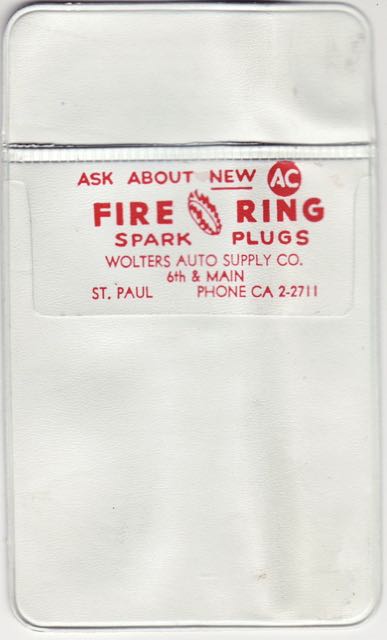 ASK ABOUT NEW AC
FIRE RING
SPARK PLUGS
WOLTERS AUTO SUPPLY CO.
6th & MAIN
ST. PAUL PHONE CA 2-2711